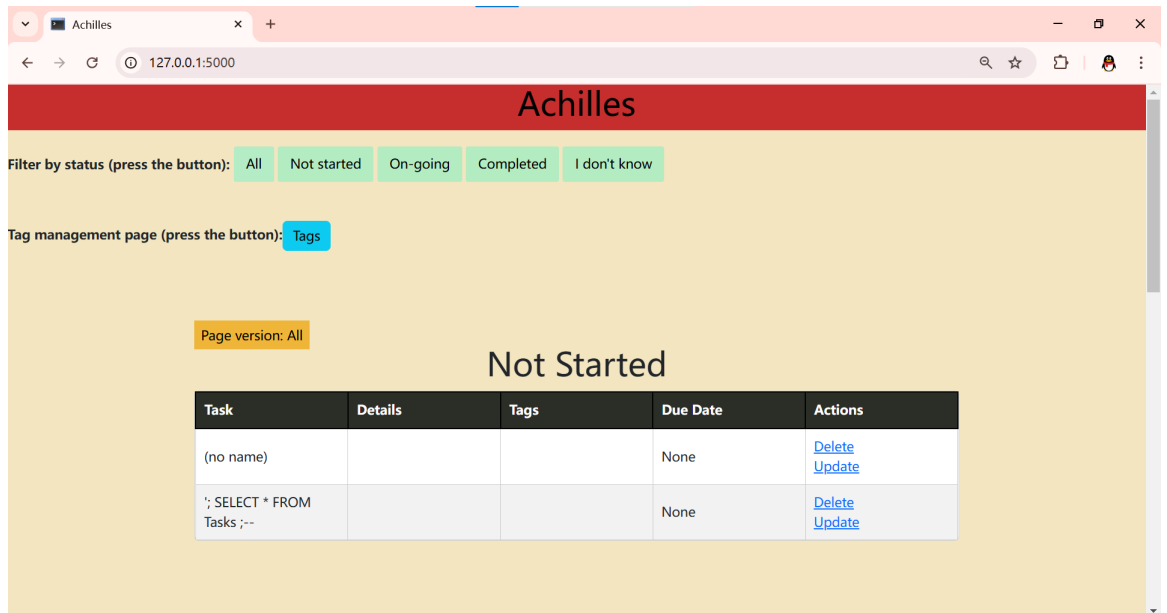 Achilles
127.0.0.1:5000
Achilles
Filter by status (press the button): All Not started On-going Completed I don't know
Tag management page (press the button): Tags
Page version: All
Not Started
Task Details Tags Due Date Actions
(no name) None Delete
Update
'; SELECT * FROM None Delete
Tasks ;-- Update